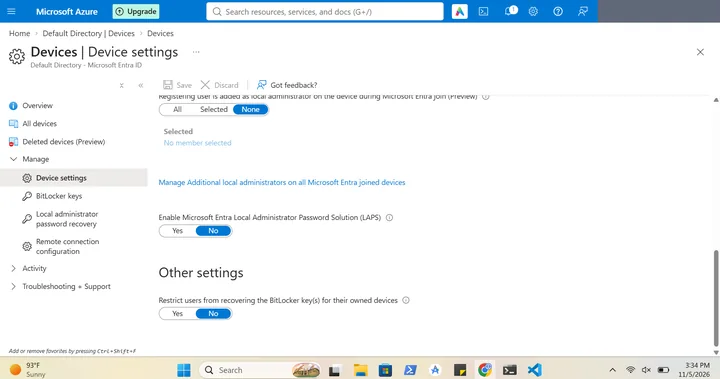 Microsoft Azure
Upgrade
Search resources, services, and docs (G+/)
1
Home > Default Directory | Devices > Devices
Devices | Device settings
...
Default Directory - Microsoft Entra ID
Save
Discard
Got feedback?
Overview
All devices
Deleted devices (Preview)
Manage
Device settings
BitLocker keys
Local administrator
password recovery
Remote connection
configuration
Activity
Troubleshooting + Support
Add or remove favorites by pressing Ctrl+Shift+F
Registering user is added as local administrator on the device during Microsoft Entra join (Preview)
All Selected None
Selected
No member selected
Manage Additional local administrators on all Microsoft Entra joined devices
Enable Microsoft Entra Local Administrator Password Solution (LAPS)
Yes No
Other settings
Restrict users from recovering the BitLocker key(s) for their owned devices
Yes No
93°F
Sunny
Search
3:34 PM
11/5/2026